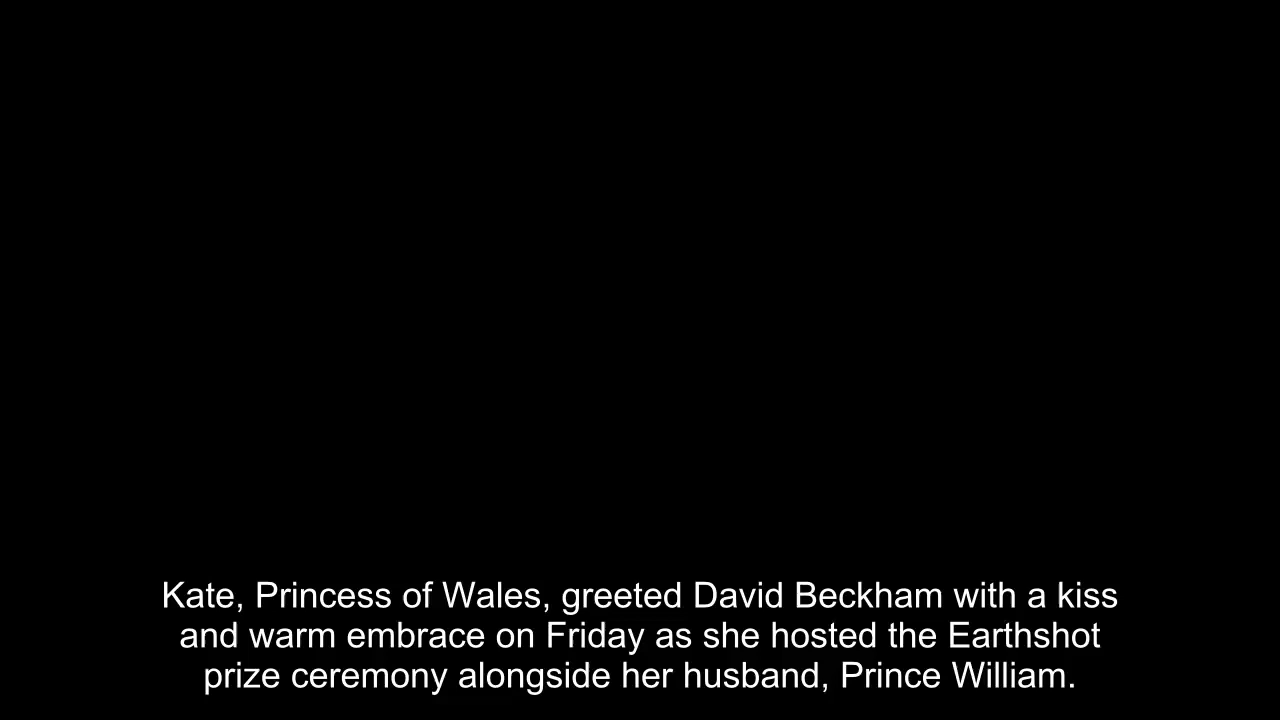 Kate, Princess of Wales, greeted David Beckham with a kiss
and warm embrace on Friday as she hosted the Earthshot
prize ceremony alongside her husband, Prince William.